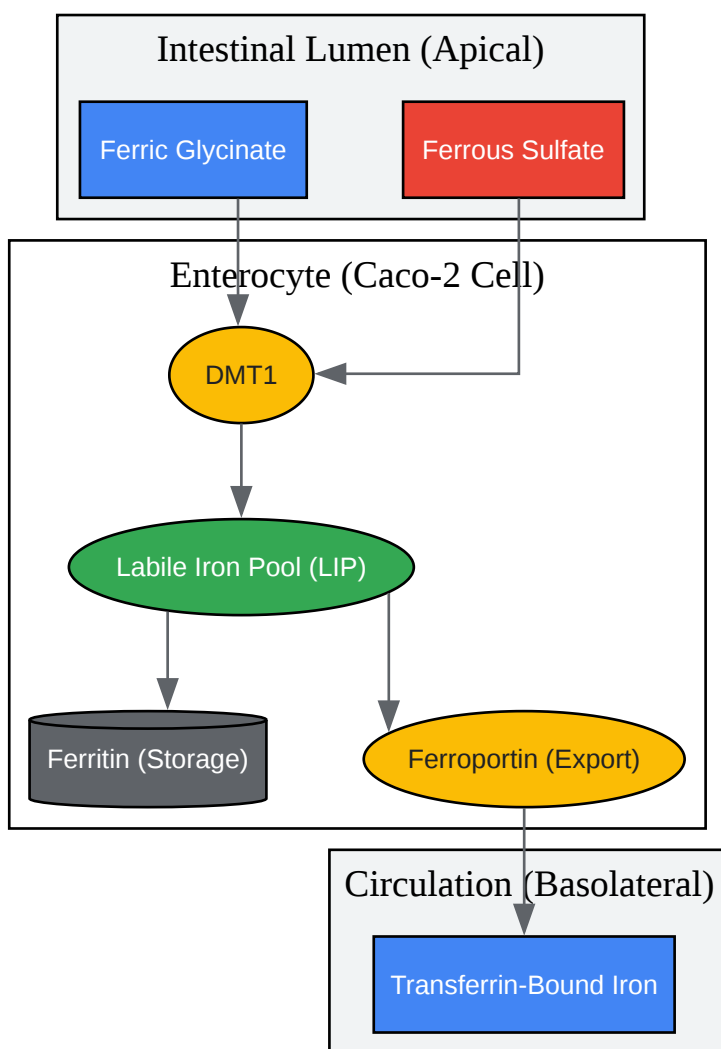 Intestinal Lumen (Apical)
Ferric Glycinate
Ferrous Sulfate
Enterocyte (Caco-2 Cell)
DMT1
Labile Iron Pool (LIP)
Ferritin (Storage)
Ferroportin (Export)
Circulation (Basolateral)
Transferrin-Bound Iron